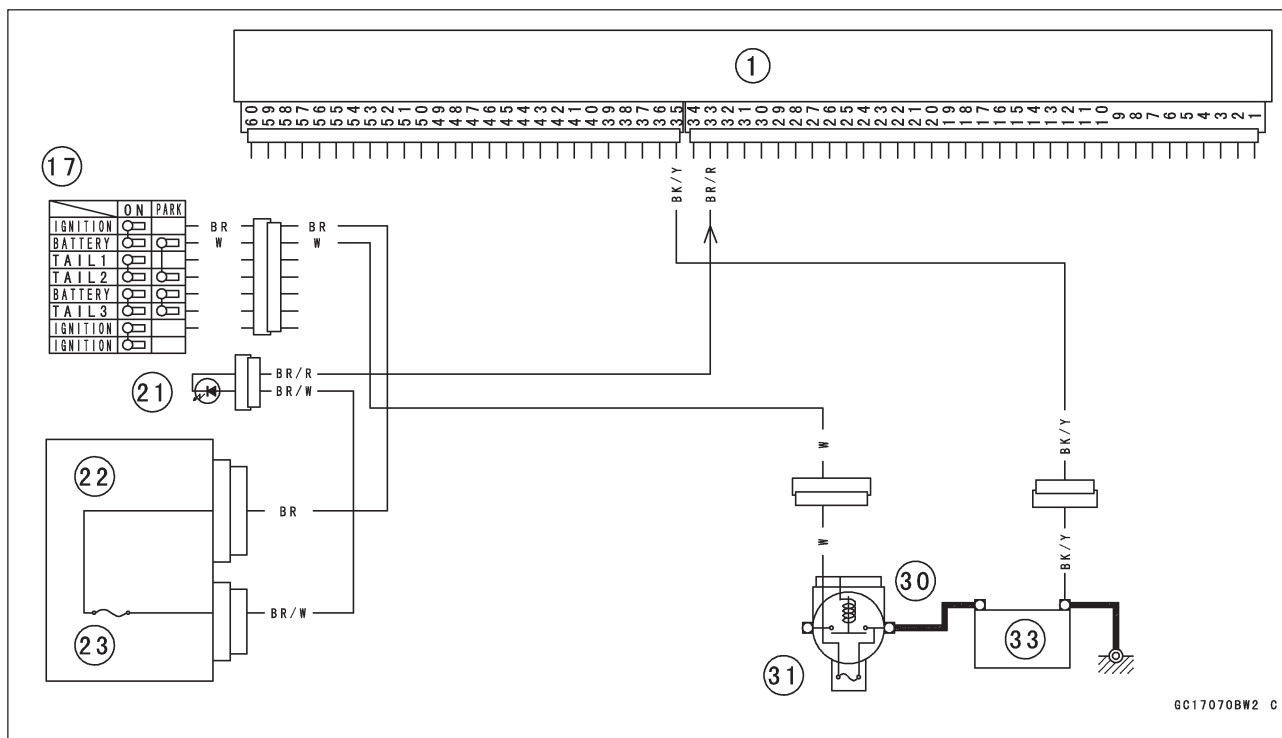 1
60 59 58 57 56 55 54 53 52 51 50 49 48 47 46 45 44 43 42 41 40 39 38 37 36 35 34 33 32 31 30 29 28 27 26 25 24 23 22 21 20 19 18 17 16 15 14 13 12 11 10 9 8 7 6 5 4 3 2 1
17
BK/Y BR/R
ON PARK
IGNITION BR BR
BATTERY W W
TAIL1
TAIL2
BATTERY
TAIL3
IGNITION
IGNITION
21 BR/R
BR/W
W BK/Y
22
BR
W BK/Y
30
BR/W
23
33
31
GC17070BW2 C